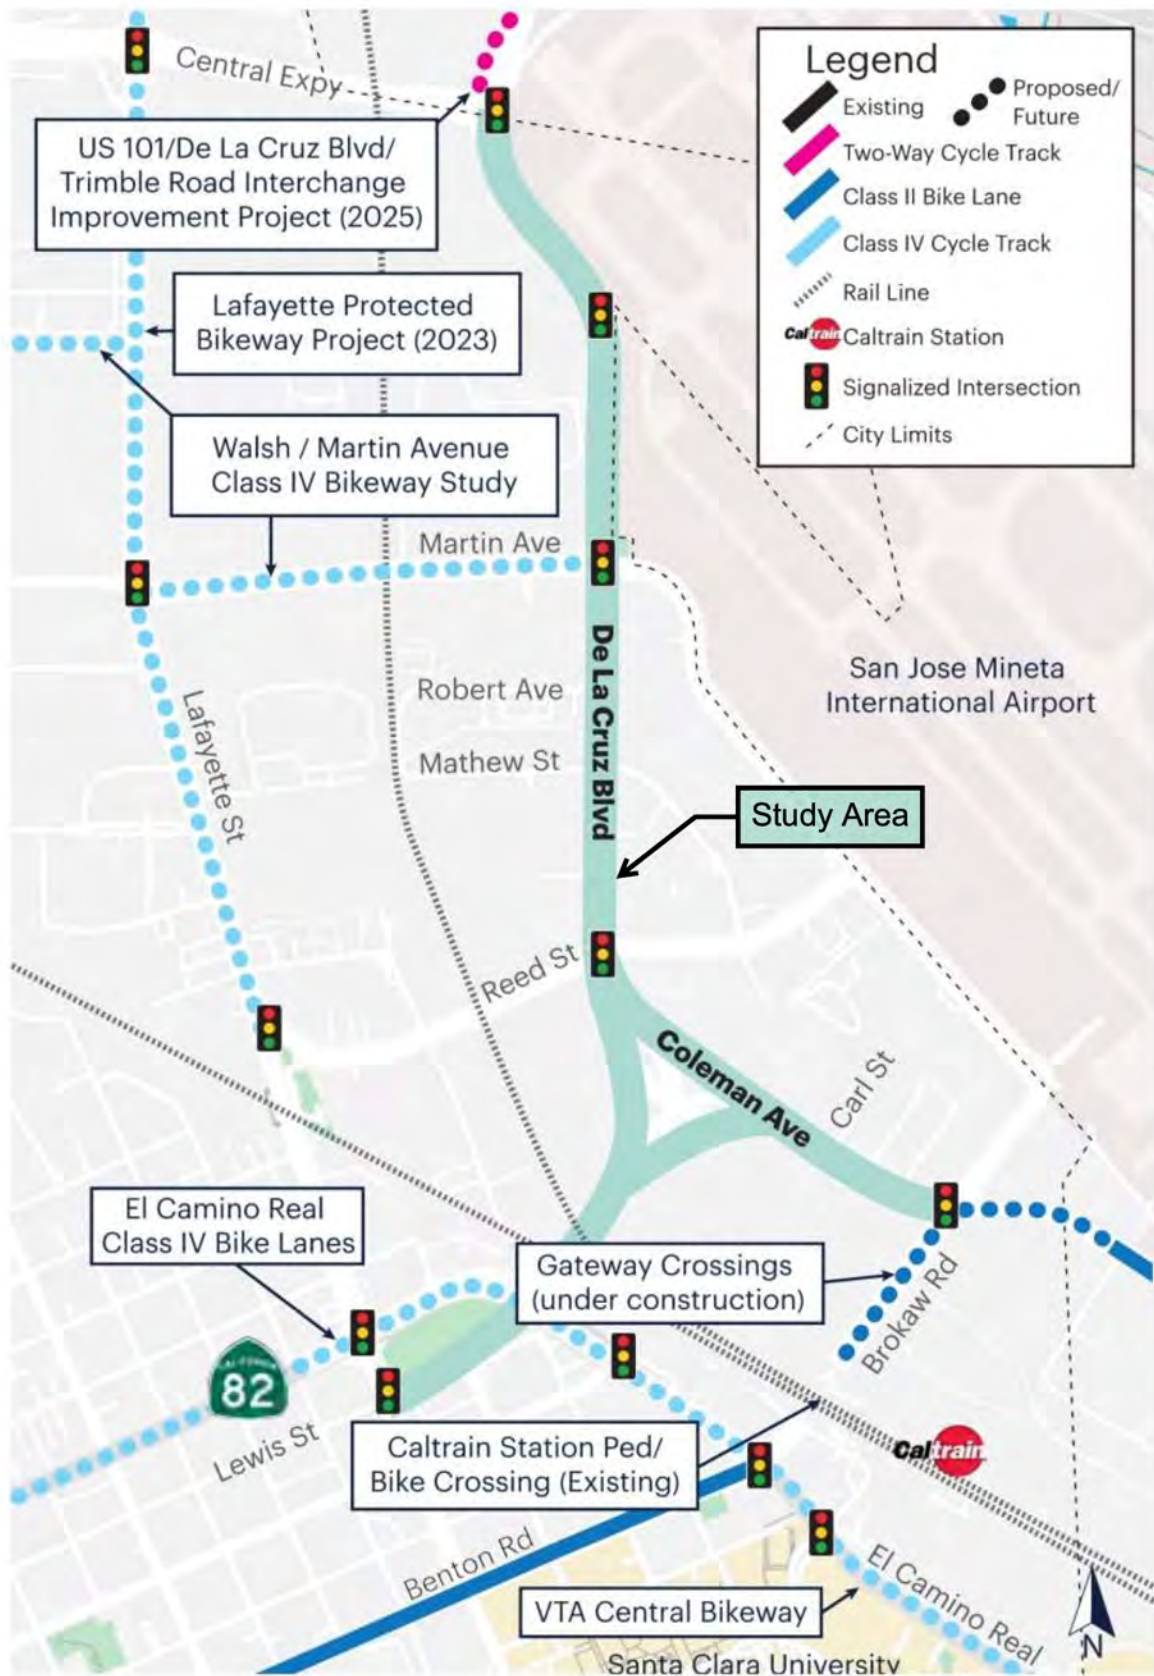 Central Expy
Legend
Existing
Proposed/
Future
Two-Way Cycle Track
Class II Bike Lane
Class IV Cycle Track
Rail Line
Caltrain
Caltrain Station
Signalized Intersection
City Limits
US 101/De La Cruz Blvd/
Trimble Road Interchange
Improvement Project (2025)
Lafayette Protected
Bikeway Project (2023)
Walsh / Martin Avenue
Class IV Bikeway Study
Martin Ave
De La Cruz Blvd
Robert Ave
San Jose Mineta
International Airport
Lafayette St
Mathew St
Study Area
Reed St
Coleman Ave
Carl St
El Camino Real
Class IV Bike Lanes
Gateway Crossings
(under construction)
Brokaw Rd
CALIFORNIA
82
Lewis St
Caltrain Station Ped/
Bike Crossing (Existing)
Caltrain
Benton Rd
El Camino Real
VTA Central Bikeway
N
Santa Clara University